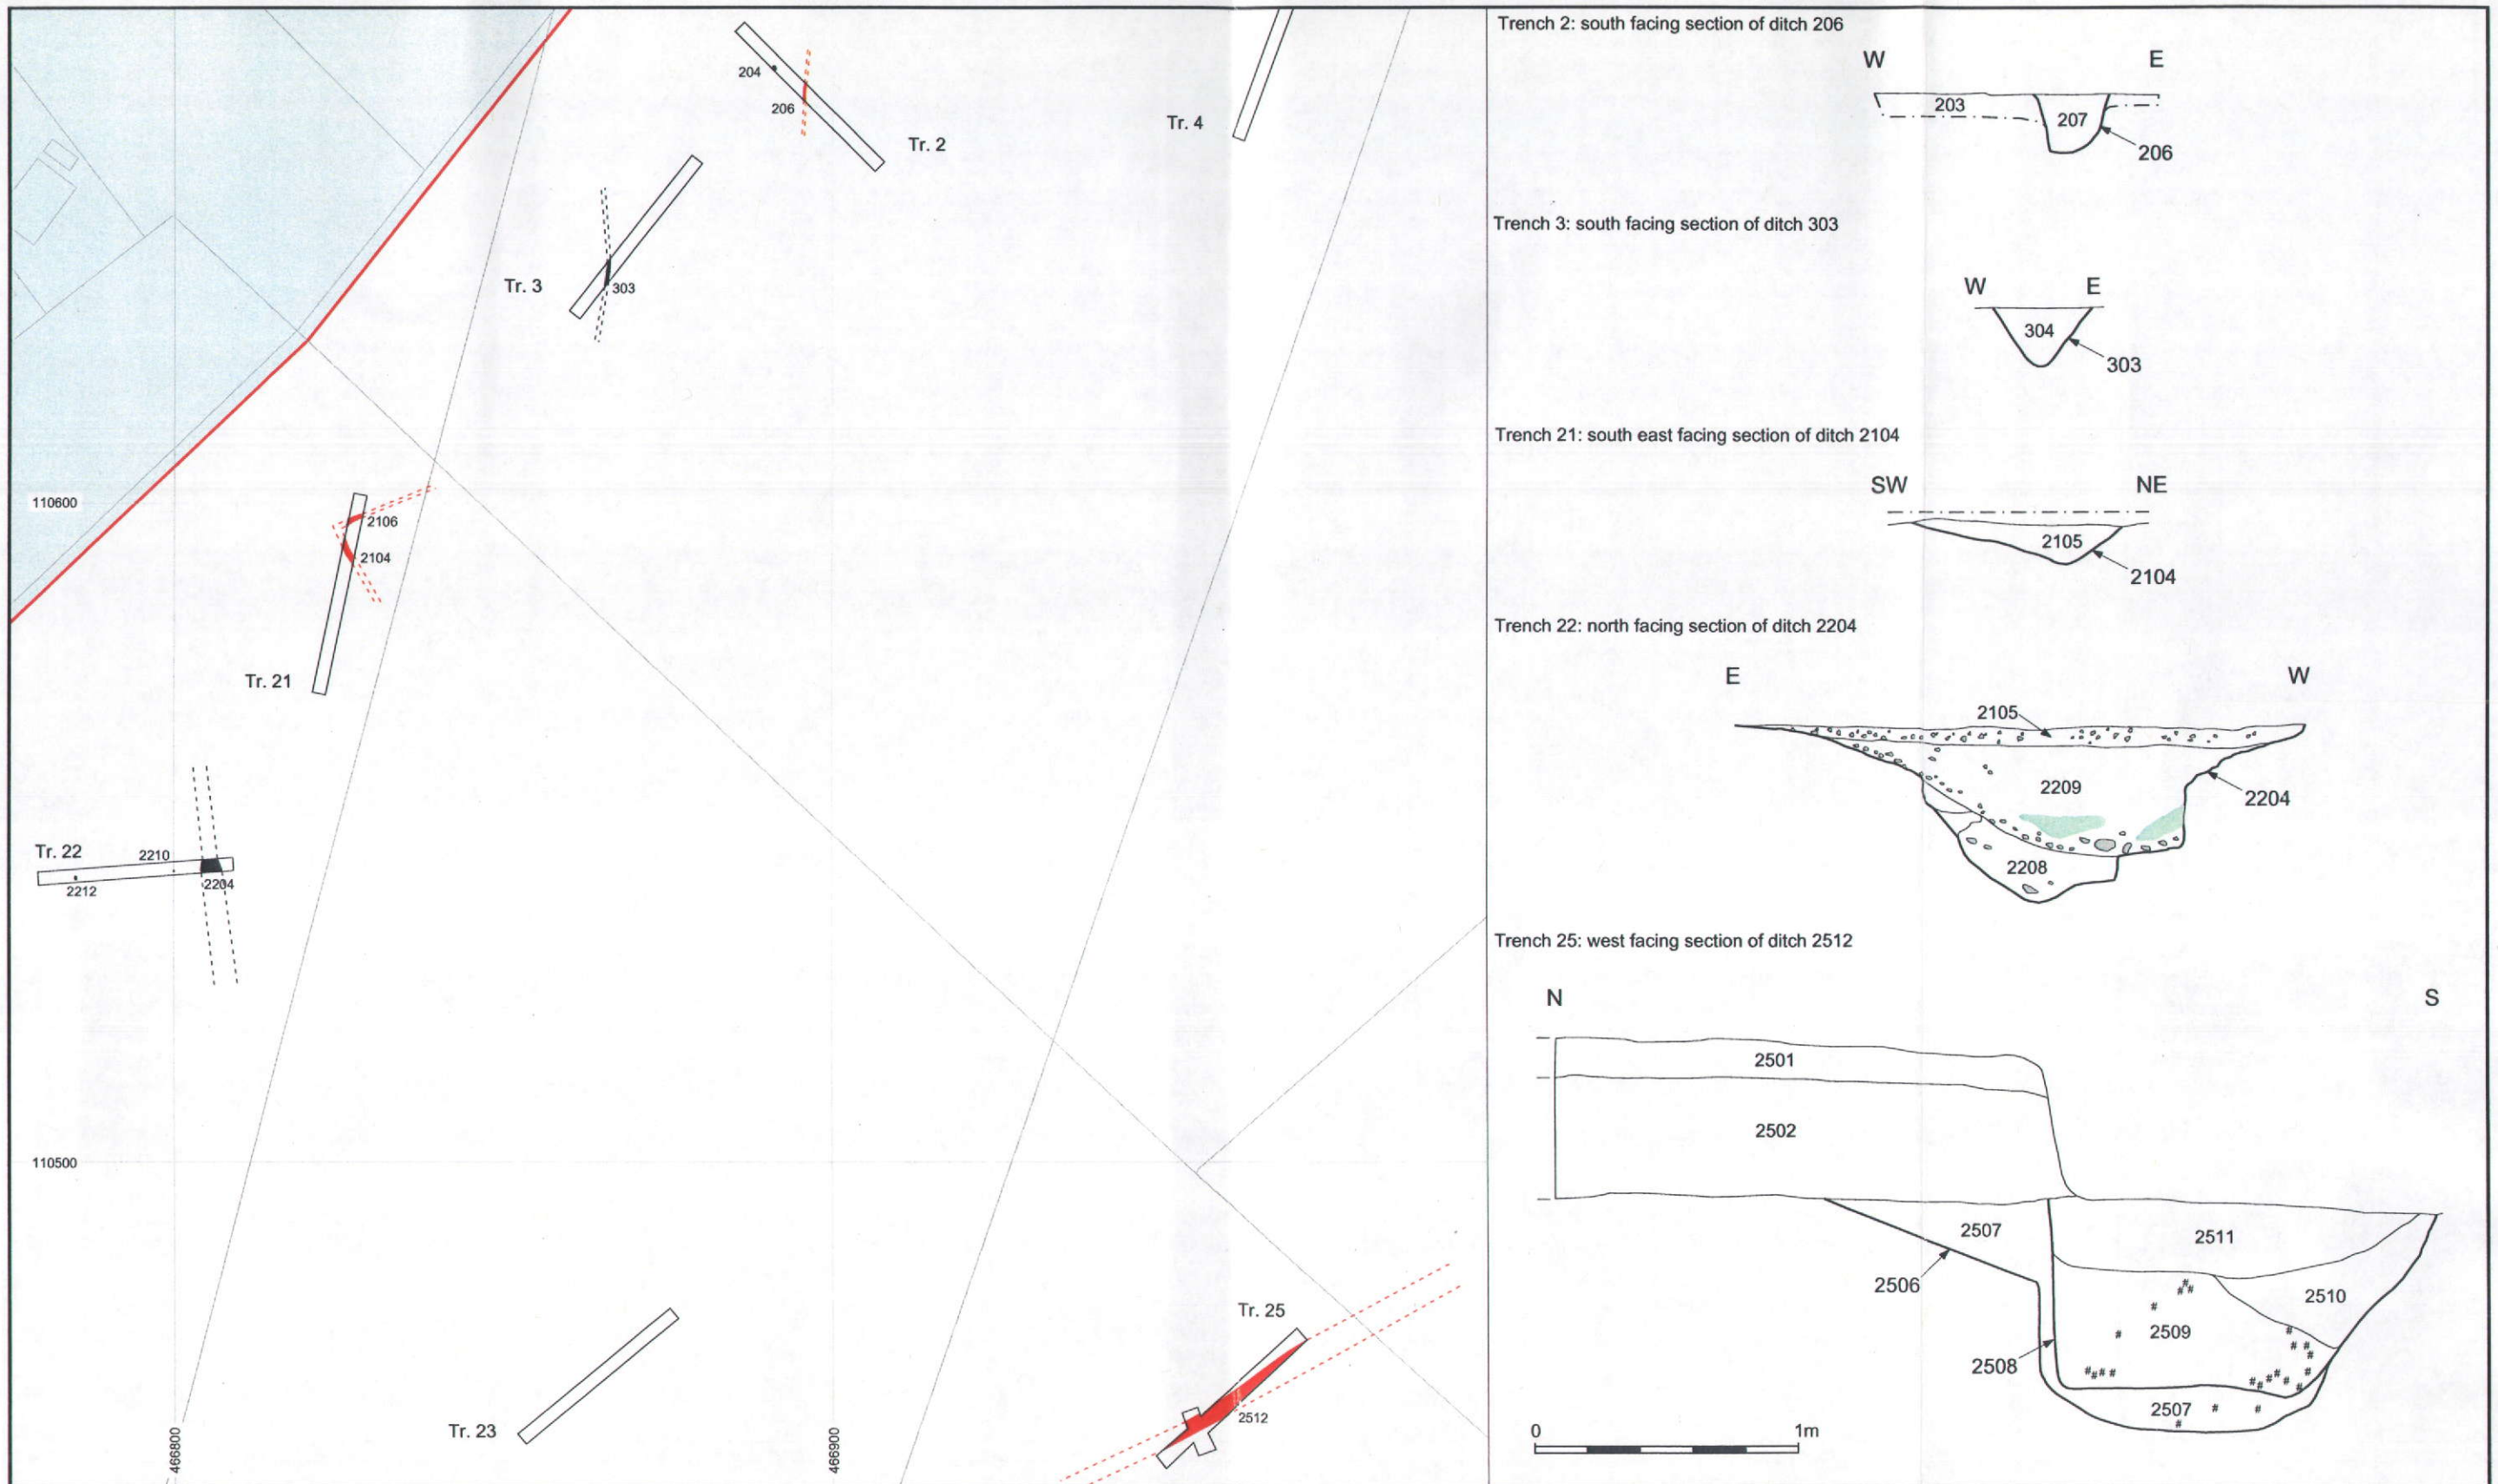 204
206
Tr. 2
Tr. 4
Tr. 3
303
110600
2106
2104
Tr. 21
Tr. 22
2210
2212
2204
110500
Tr. 25
2512
Tr. 23
466800
466900
Trench 2: south facing section of ditch 206
W E
203
207
206
Trench 3: south facing section of ditch 303
W E
304
303
Trench 21: south east facing section of ditch 2104
SW NE
2105
2104
Trench 22: north facing section of ditch 2204
E W
2105
2209
2204
2208
Trench 25: west facing section of ditch 2512
N S
2501
2502
2507
2511
2506
2510
2509
2508
2507
0 1m